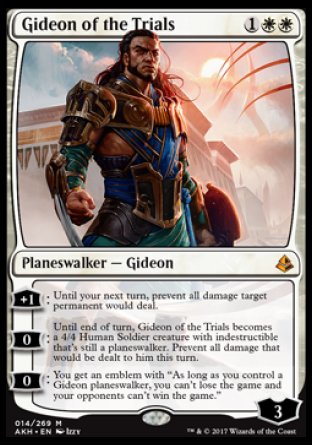 Gideon of the Trials 1
Planeswalker — Gideon
+1 : Until your next turn, prevent all damage target
permanent would deal.
0 : Until end of turn, Gideon of the Trials becomes
a 4/4 Human Soldier creature with indestructible
that's still a planeswalker. Prevent all damage that
would be dealt to him this turn.
0 : You get an emblem with "As long as you control a
Gideon planeswalker, you can't lose the game and
your opponents can't win the game."
3
014/269 M
AKH • EN Izzy
™ & © 2017 Wizards of the Coast